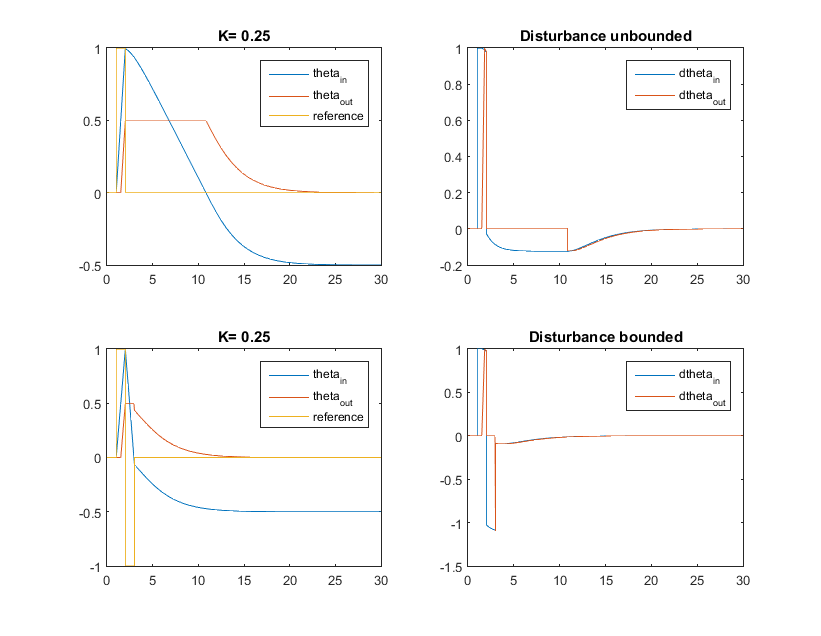 K= 0.25
1
0.5
0
-0.5
0 5 10 15 20 25 30
theta_in
theta_out
reference
Disturbance unbounded
1
0.8
0.6
0.4
0.2
0
-0.2
0 5 10 15 20 25 30
dtheta_in
dtheta_out
K= 0.25
1
0.5
0
-0.5
-1
0 5 10 15 20 25 30
theta_in
theta_out
reference
Disturbance bounded
1
0.5
0
-0.5
-1
-1.5
0 5 10 15 20 25 30
dtheta_in
dtheta_out